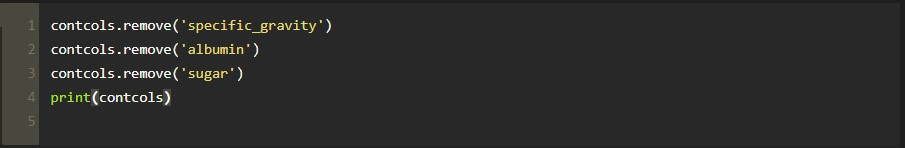 1 contcols.remove('specific_gravity')
2 contcols.remove('albumin')
3 contcols.remove('sugar')
4 print(contcols)
5